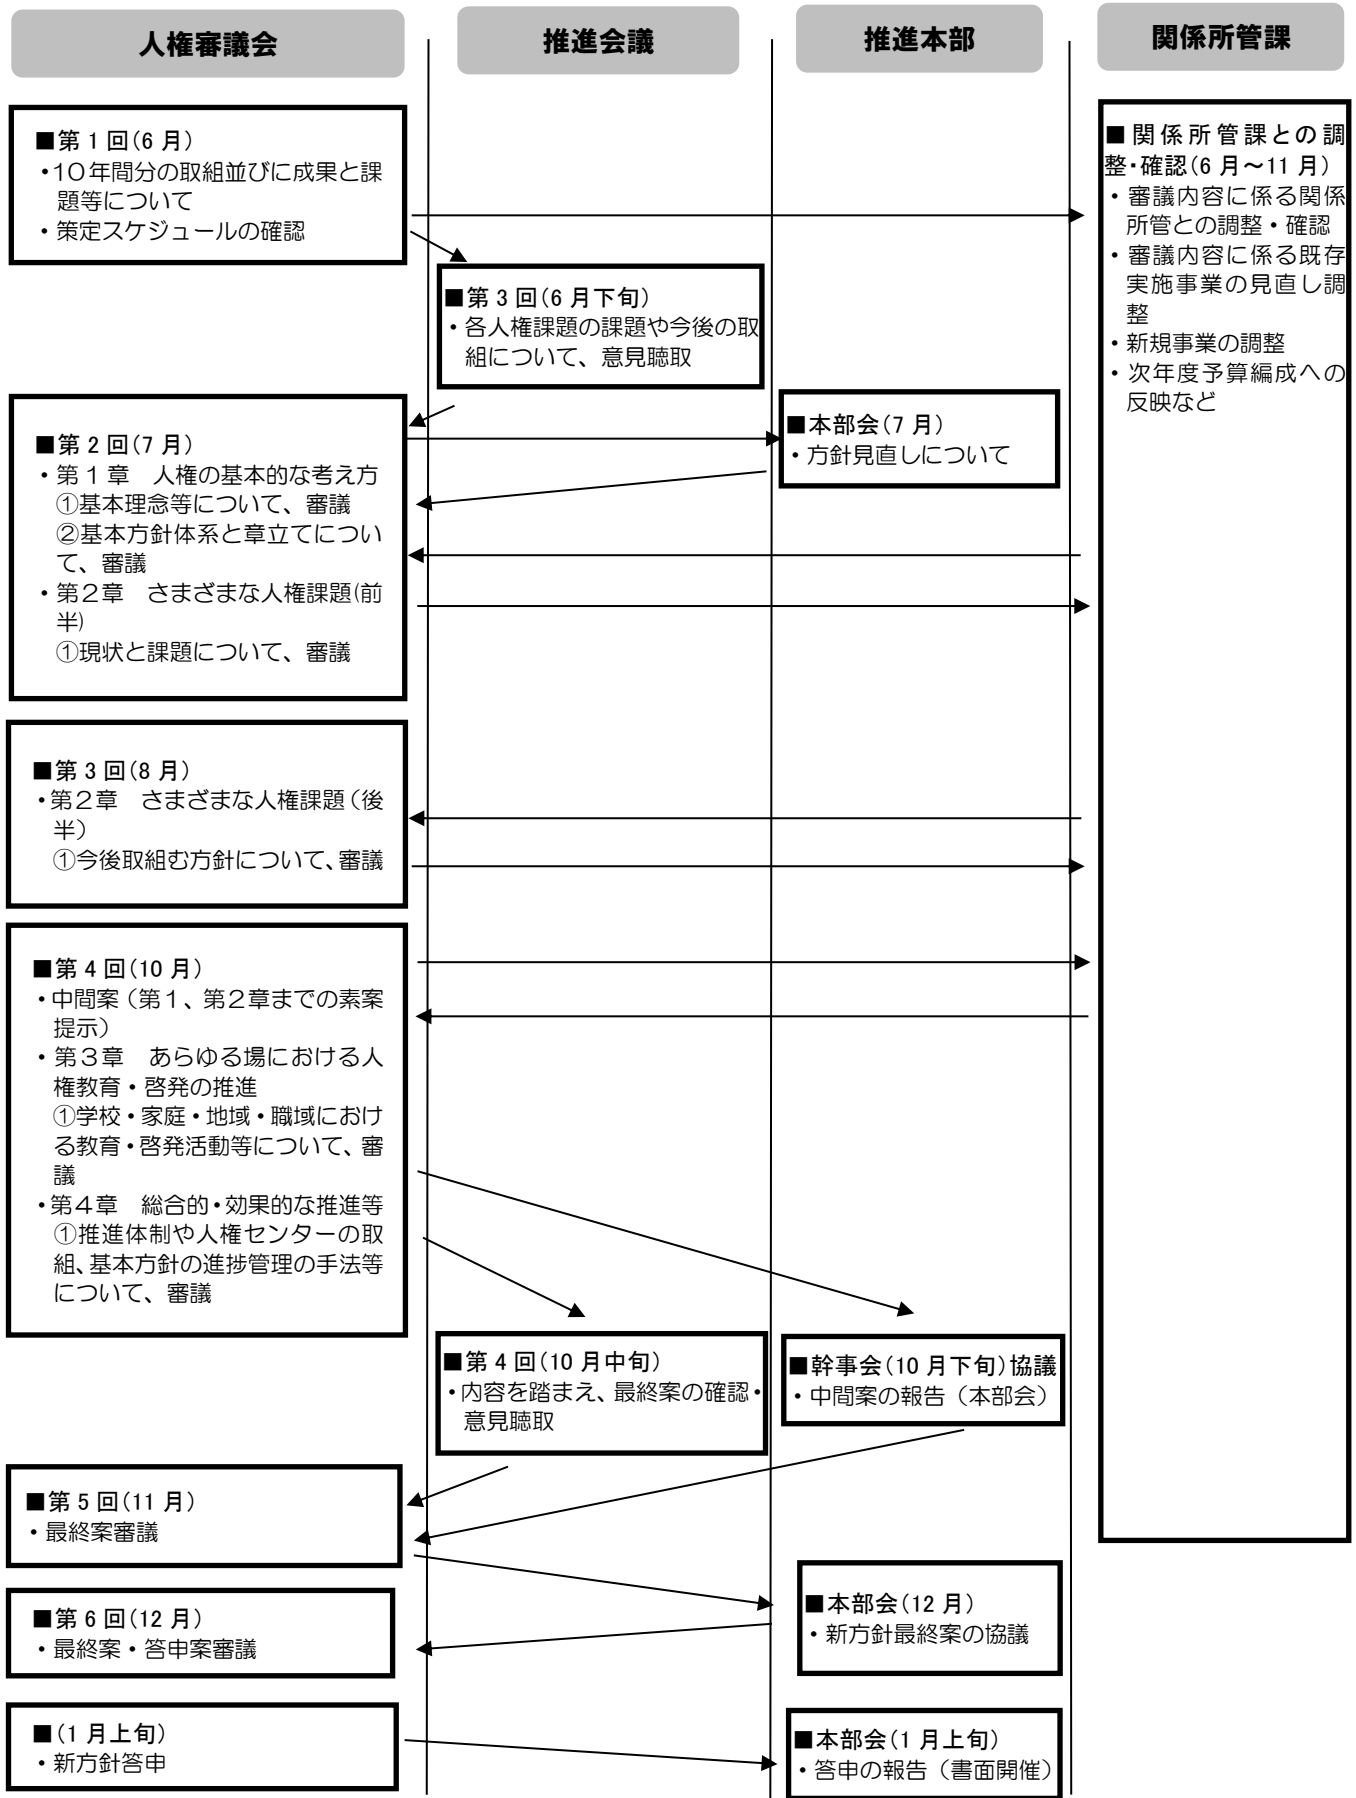 人権審議会
推進会議
推進本部
関係所管課
■第1回(6月)
・10年間分の取組並びに成果と課
題等について
・策定スケジュールの確認
■関係所管課との調
整・確認(6月～11月)
・審議内容に係る関係
所管との調整・確認
・審議内容に係る既存
実施事業の見直し調
整
・新規事業の調整
・次年度予算編成への
反映など
■第3回(6月下旬)
・各人権課題の課題や今後の取
組について、意見聴取
■第2回(7月)
・第1章　人権の基本的な考え方
①基本理念等について、審議
②基本方針体系と章立てについ
て、審議
・第2章　さまざまな人権課題(前
半)
①現状と課題について、審議
■本部会(7月)
・方針見直しについて
■第3回(8月)
・第2章　さまざまな人権課題(後
半)
①今後取組む方針について、審議
■第4回(10月)
・中間案(第1、第2章までの素案
提示)
・第3章　あらゆる場における人
権教育・啓発の推進
①学校・家庭・地域・職域におけ
る教育・啓発活動等について、審
議
・第4章　総合的・効果的な推進等
①推進体制や人権センターの取
組、基本方針の進捗管理の手法等
について、審議
■第4回(10月中旬)
・内容を踏まえ、最終案の確認・
意見聴取
■幹事会(10月下旬)協議
・中間案の報告(本部会)
■第5回(11月)
・最終案審議
■本部会(12月)
・新方針最終案の協議
■第6回(12月)
・最終案・答申案審議
■(1月上旬)
・新方針答申
■本部会(1月上旬)
・答申の報告(書面開催)